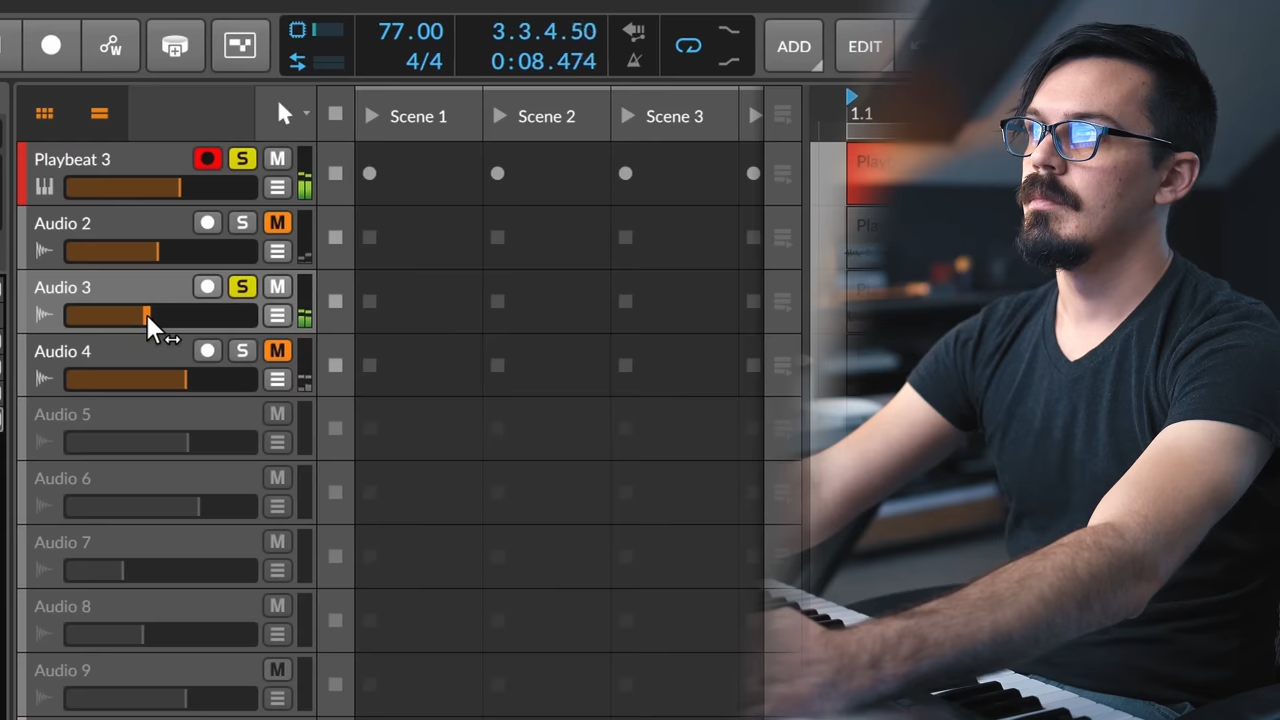 W
77.00
4/4
3.3.4.50
0:08.474
ADD
EDIT
Scene 1
Scene 2
Scene 3
1.1
Playbeat 3
S
M
Audio 2
S
M
Pla
Audio 3
S
M
Audio 4
S
M
Audio 5
M
Audio 6
M
Audio 7
M
Audio 8
M
Audio 9
M